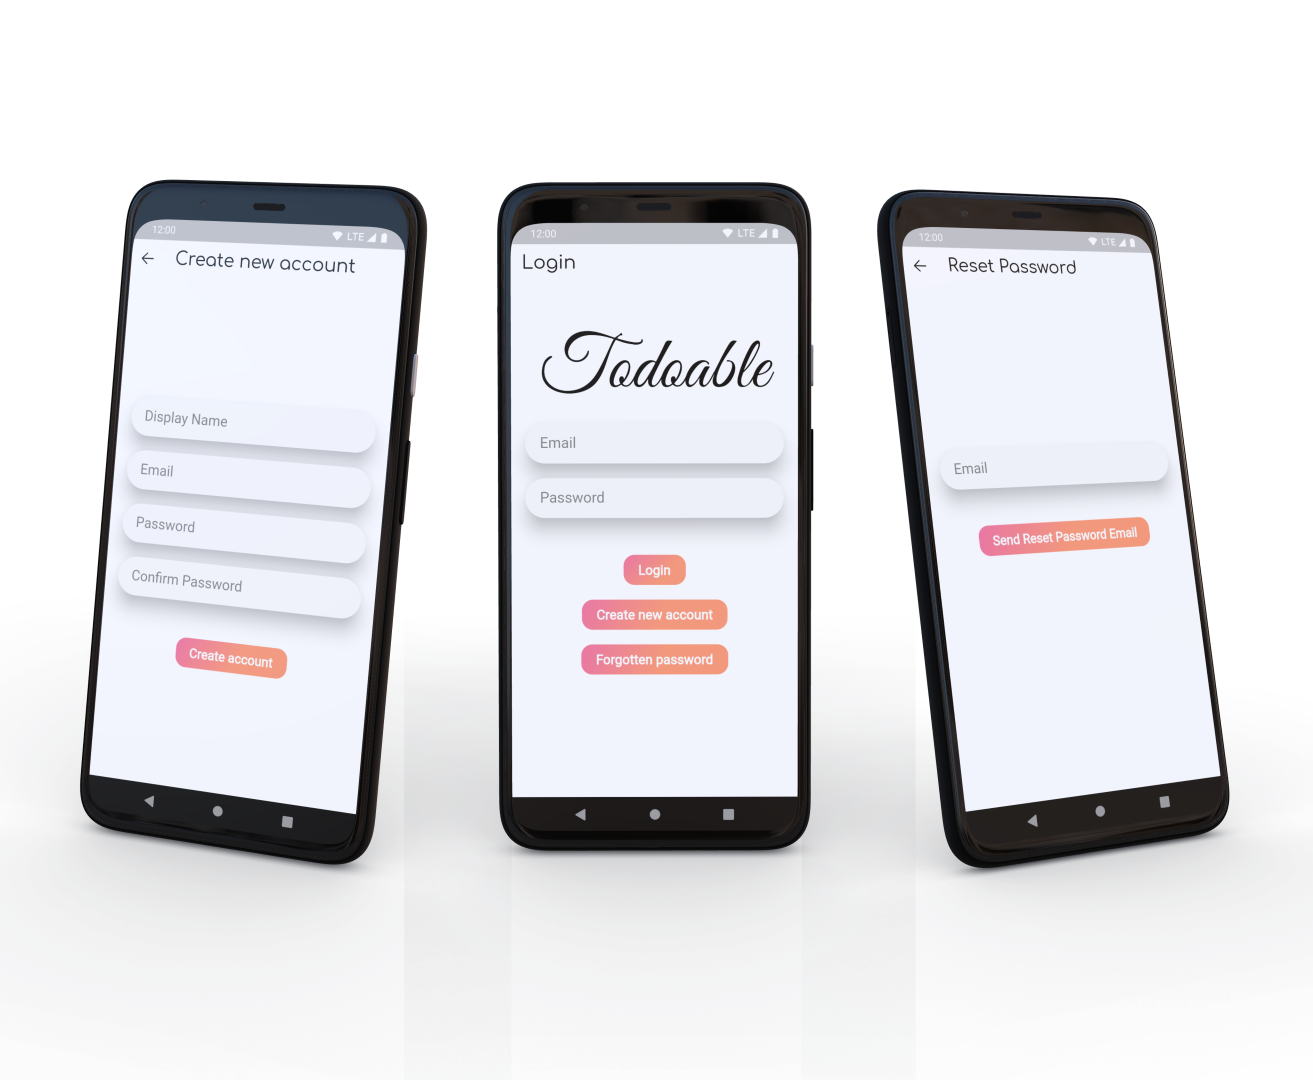 12:00 LTE
Create new account
Display Name
Email
Password
Confirm Password
Create account
12:00 LTE
Login
Todoable
Email
Password
Login
Create new account
Forgotten password
12:00 LTE
Reset Password
Email
Send Reset Password Email